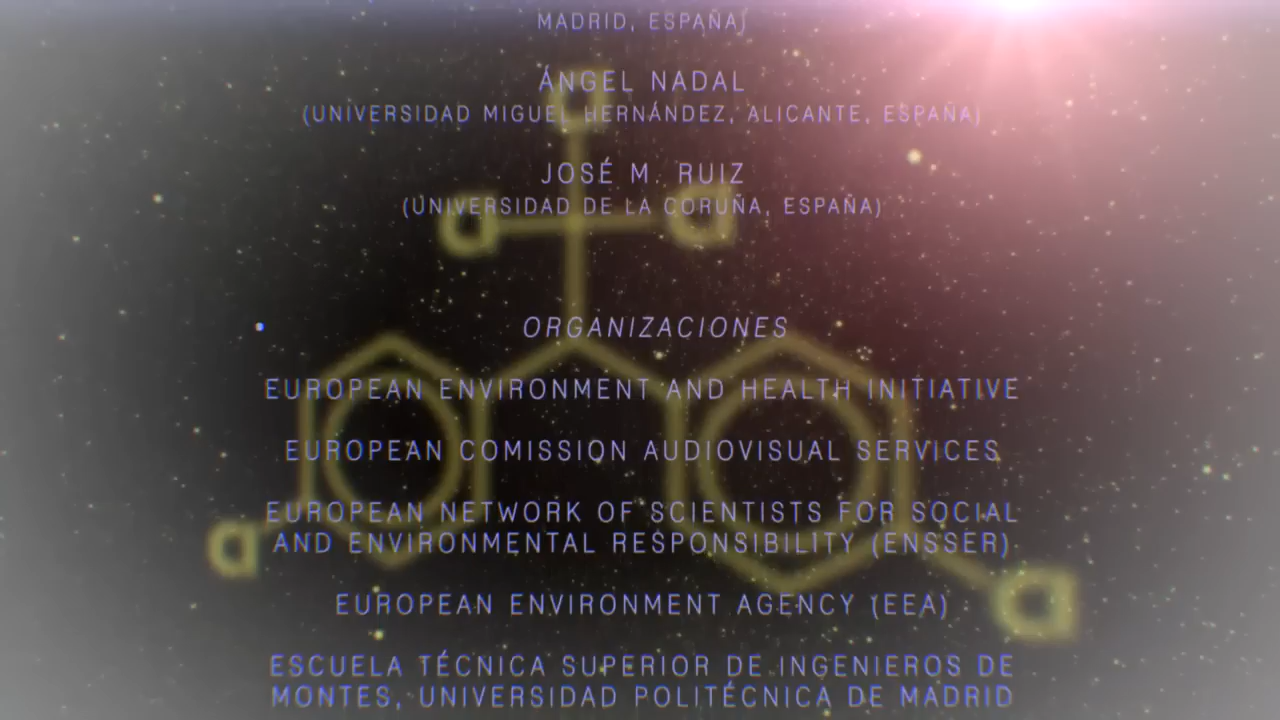 MADRID, ESPAÑA)
ÁNGEL NADAL
(UNIVERSIDAD MIGUEL HERNÁNDEZ, ALICANTE, ESPAÑA)
JOSÉ M. RUIZ
(UNIVERSIDAD DE LA CORUÑA, ESPAÑA)
ORGANIZACIONES
EUROPEAN ENVIRONMENT AND HEALTH INITIATIVE
EUROPEAN COMISSION AUDIOVISUAL SERVICES
EUROPEAN NETWORK OF SCIENTISTS FOR SOCIAL
AND ENVIRONMENTAL RESPONSIBILITY (ENSSER)
EUROPEAN ENVIRONMENT AGENCY (EEA)
ESCUELA TÉCNICA SUPERIOR DE INGENIEROS DE
MONTES, UNIVERSIDAD POLITÉCNICA DE MADRID